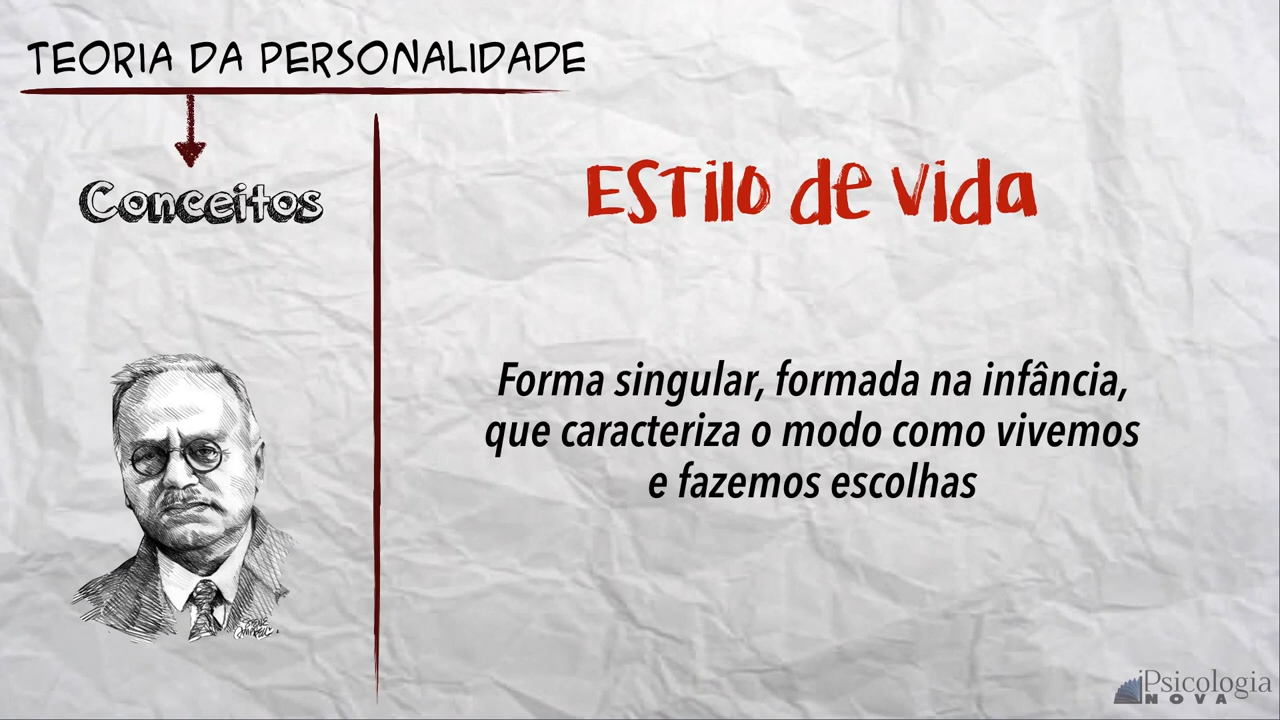 TEORIA DA PERSONALIDADE
Conceitos
ESTilo de vida
Forma singular, formada na infância,
que caracteriza o modo como vivemos
e fazemos escolhas
Psicologia
NOVA